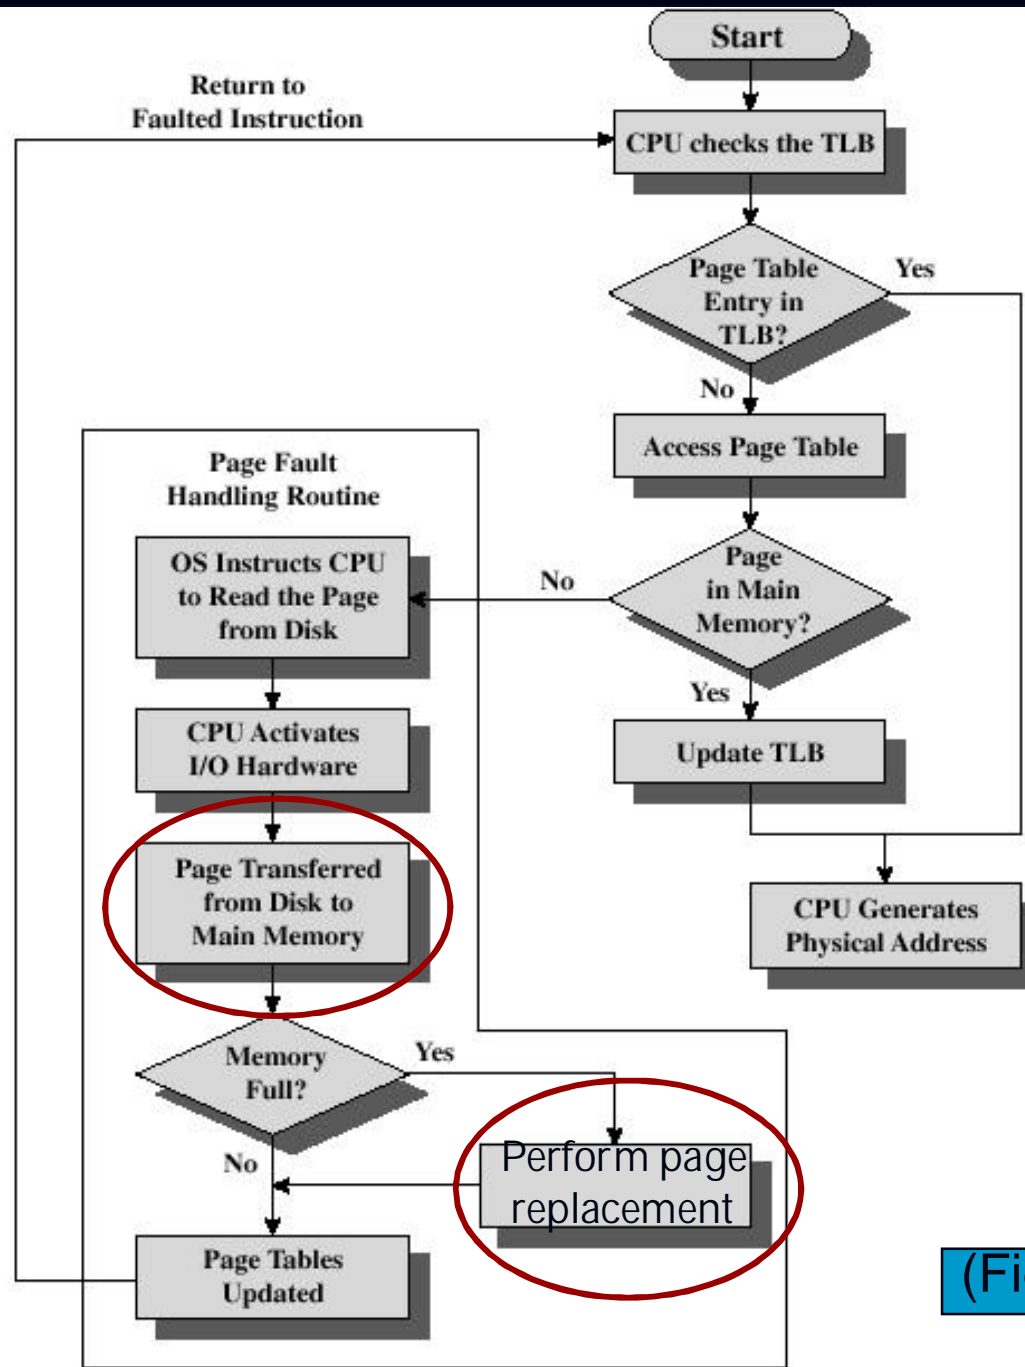 Start
Return to
Faulted Instruction
CPU checks the TLB
Page Table
Entry in
TLB?
Yes
No
Access Page Table
Page Fault
Handling Routine
OS Instructs CPU
to Read the Page
from Disk
No
Page
in Main
Memory?
Yes
CPU Activates
I/O Hardware
Update TLB
Page Transferred
from Disk to
Main Memory
CPU Generates
Physical Address
Memory
Full?
Yes
No
Perform page
replacement
Page Tables
Updated